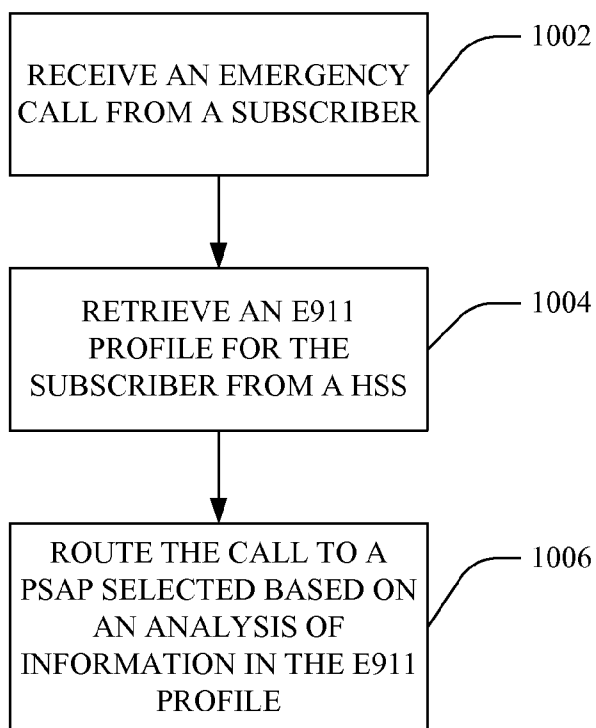 RECEIVE AN EMERGENCY
CALL FROM A SUBSCRIBER
1002
RETRIEVE AN E911
PROFILE FOR THE
SUBSCRIBER FROM A HSS
1004
ROUTE THE CALL TO A
PSAP SELECTED BASED ON
AN ANALYSIS OF
INFORMATION IN THE E911
PROFILE
1006